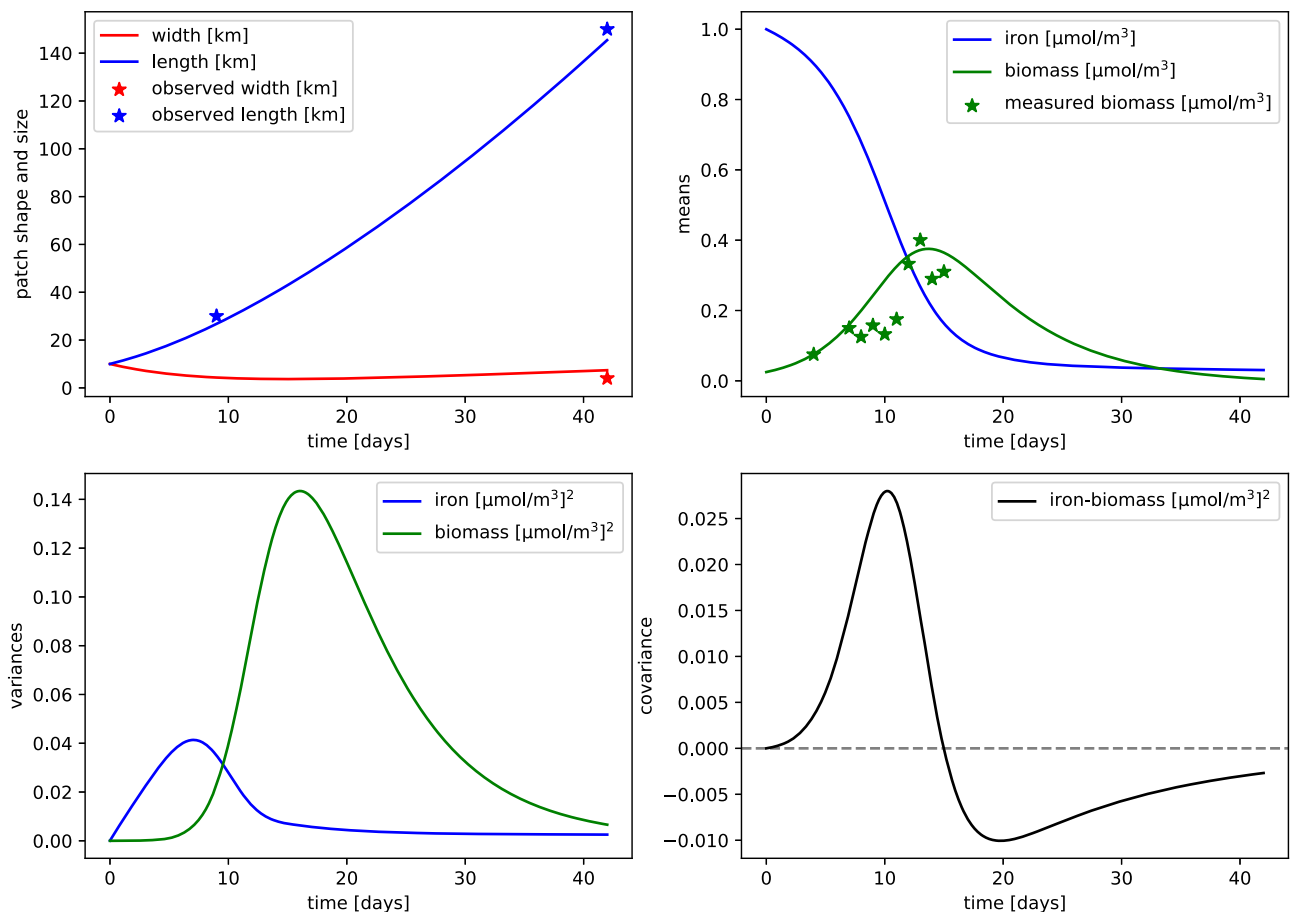 width [km]
length [km]
observed width [km]
observed length [km]
patch shape and size
140
120
100
80
60
40
20
0
0 10 20 30 40
time [days]
iron [μmol/m³]
biomass [μmol/m³]
measured biomass [μmol/m³]
means
1.0
0.8
0.6
0.4
0.2
0.0
0 10 20 30 40
time [days]
iron [μmol/m³]²
biomass [μmol/m³]²
variances
0.14
0.12
0.10
0.08
0.06
0.04
0.02
0.00
0 10 20 30 40
time [days]
iron-biomass [μmol/m³]²
covariance
0.025
0.020
0.015
0.010
0.005
0.000
−0.005
−0.010
0 10 20 30 40
time [days]